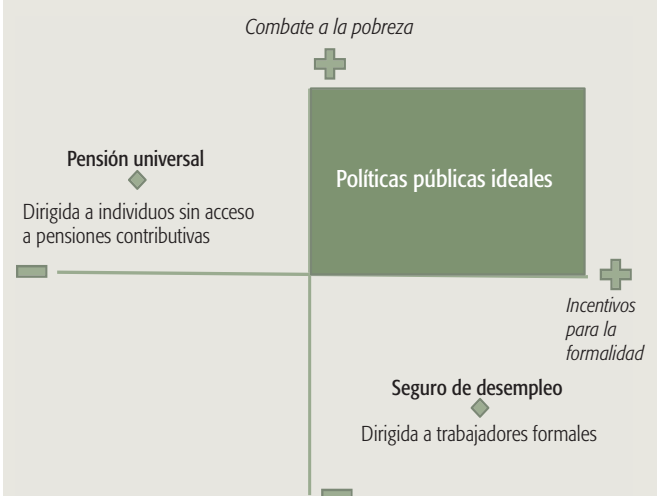 Combate a la pobreza
Pensión universal
Dirigida a individuos sin acceso
a pensiones contributivas
Políticas públicas ideales
Incentivos
para la
formalidad
Seguro de desempleo
Dirigida a trabajadores formales